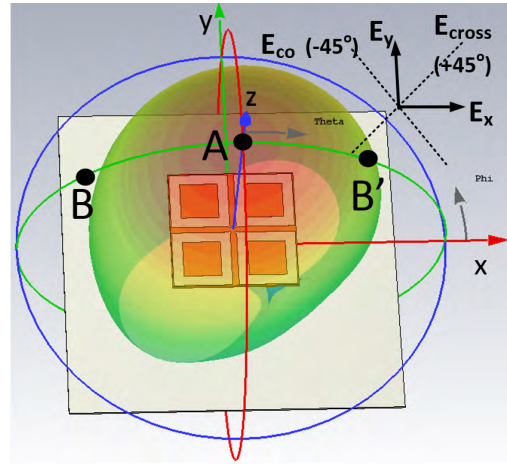 y
E_co (-45°)
E_y
E_cross
(+45°)
z
Theta
E_x
A
B
B'
Phi
x